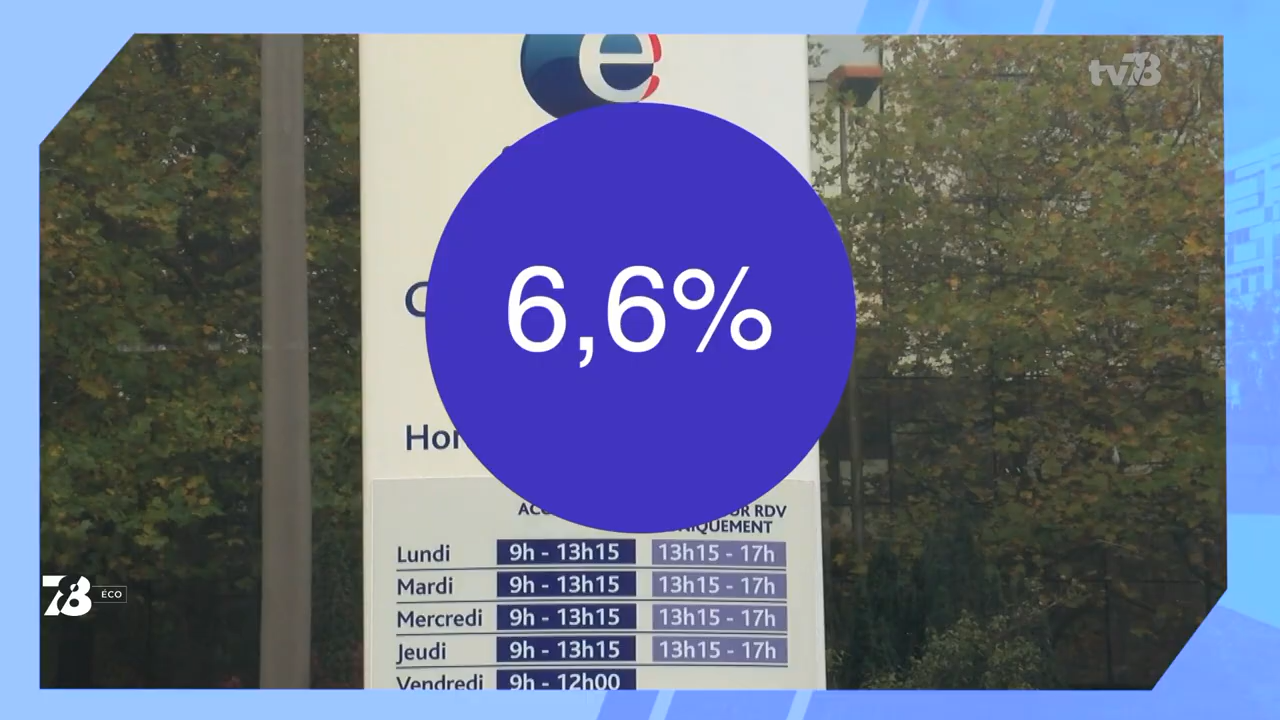 e
tv78
6,6%
Lundi 9h - 13h15 13h15 - 17h
Mardi 9h - 13h15 13h15 - 17h
Mercredi 9h - 13h15 13h15 - 17h
78 ÉCO
Jeudi 9h - 13h15 13h15 - 17h
Vendredi 9h - 12h00